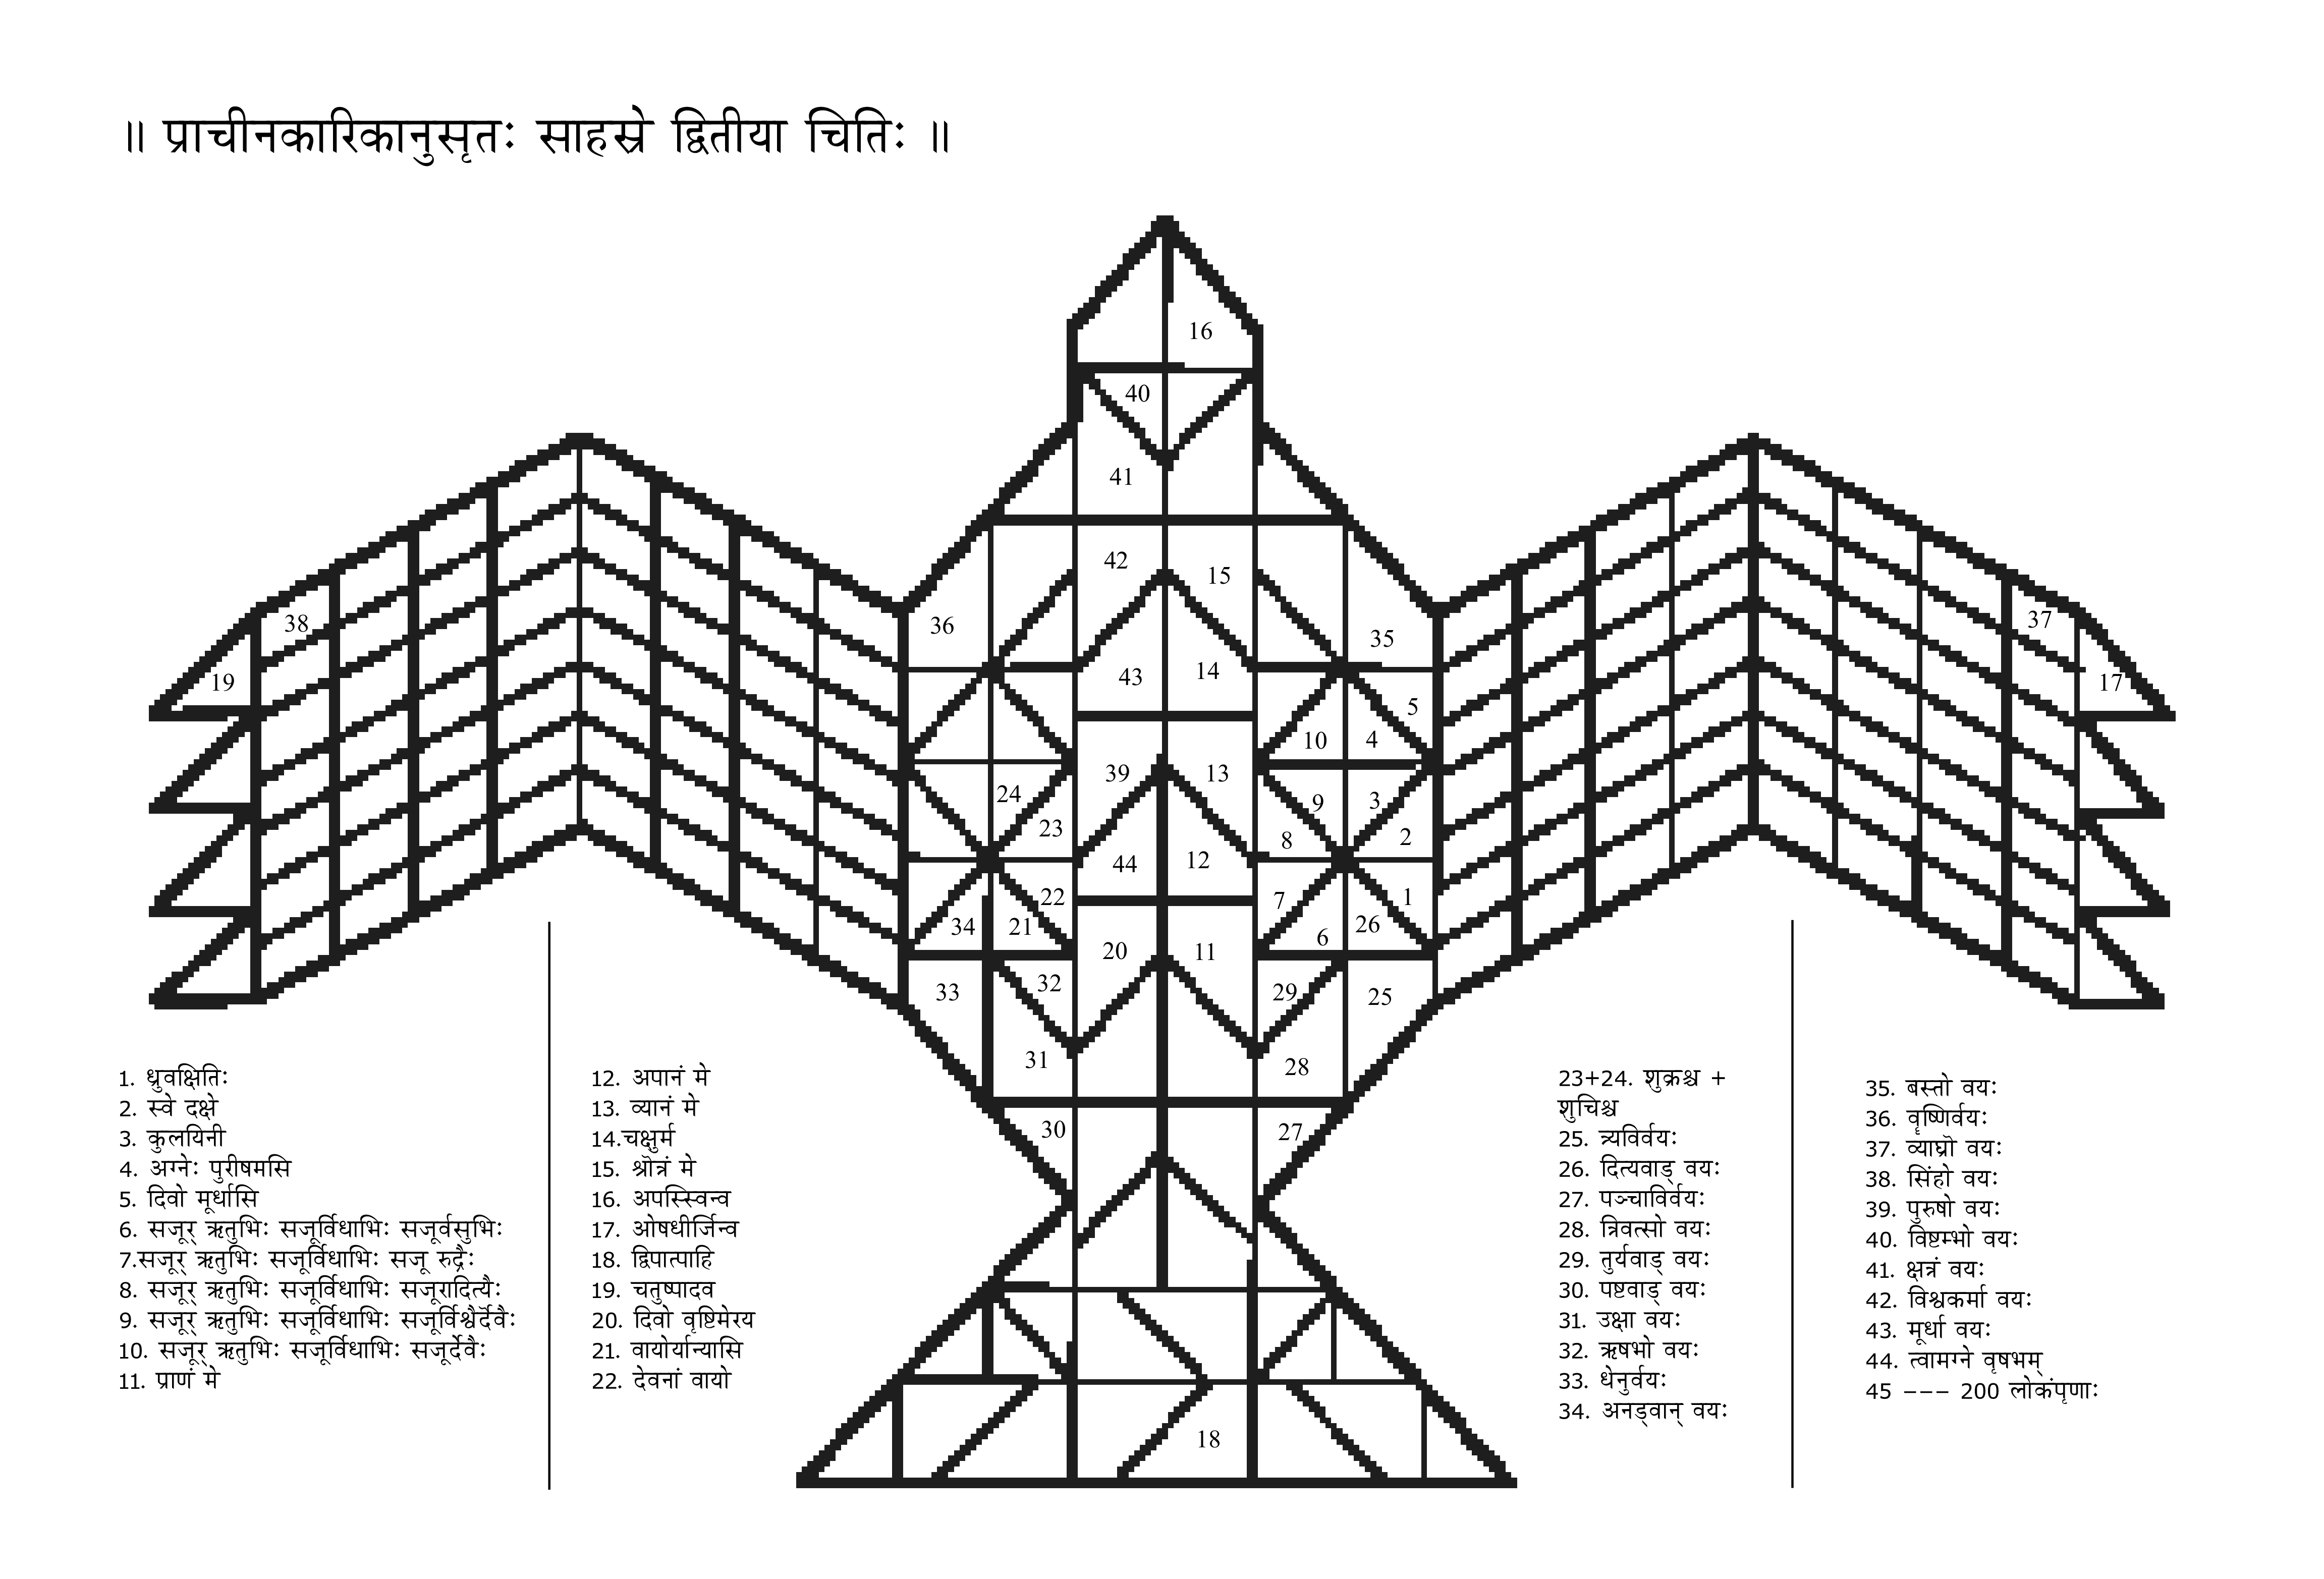 ॥ प्राचीनकारिकानुसृतः साहस्रे द्वितीया चितिः ॥
16
40
41
42
15
36
35
38
37
19
17
43
14
5
10
4
39
13
24
9
3
23
8
2
44
12
22
7
1
34
21
6
26
20
11
33
32
29
25
31
28
30
27
18
1. ध्रुवक्षितिः
2. स्वे दक्षे
3. कुलयिनी
4. अग्नेः पुरीषमसि
5. दिवो मूर्धासि
6. सजूर् ऋतुभिः सजूर्विधाभिः सजूर्वसुभिः
7.सजूर् ऋतुभिः सजूर्विधाभिः सजू रुद्रैः
8. सजूर् ऋतुभिः सजूर्विधाभिः सजूरादित्यैः
9. सजूर् ऋतुभिः सजूर्विधाभिः सजूर्विश्वैर्देवैः
10. सजूर् ऋतुभिः सजूर्विधाभिः सजूर्देवैः
11. प्राणं मे
12. अपानं मे
13. व्यानं मे
14.चक्षुर्म
15. श्रॊत्रं मे
16. अपस्स्विन्व
17. ओषधीर्जिन्व
18. द्विपात्पाहि
19. चतुष्पादव
20. दिवो वृष्टिमेरय
21. वायोर्यान्यासि
22. देवनां वायो
23+24. शुक्रश्च +
शुचिश्च
25. त्र्यविर्वयः
26. दित्यवाड् वयः
27. पञ्चाविर्वयः
28. त्रिवत्सो वयः
29. तुर्यवाड् वयः
30. पष्टवाड् वयः
31. उक्षा वयः
32. ऋषभो वयः
33. धेनुर्वयः
34. अनड्वान् वयः
35. बस्तो वयः
36. वृष्णिर्वयः
37. व्याघ्रॊ वयः
38. सिंहो वयः
39. पुरुषो वयः
40. विष्टम्भो वयः
41. क्षत्रं वयः
42. विश्वकर्मा वयः
43. मूर्धा वयः
44. त्वामग्ने वृषभम्
45 --- 200 लोकंपृणाः